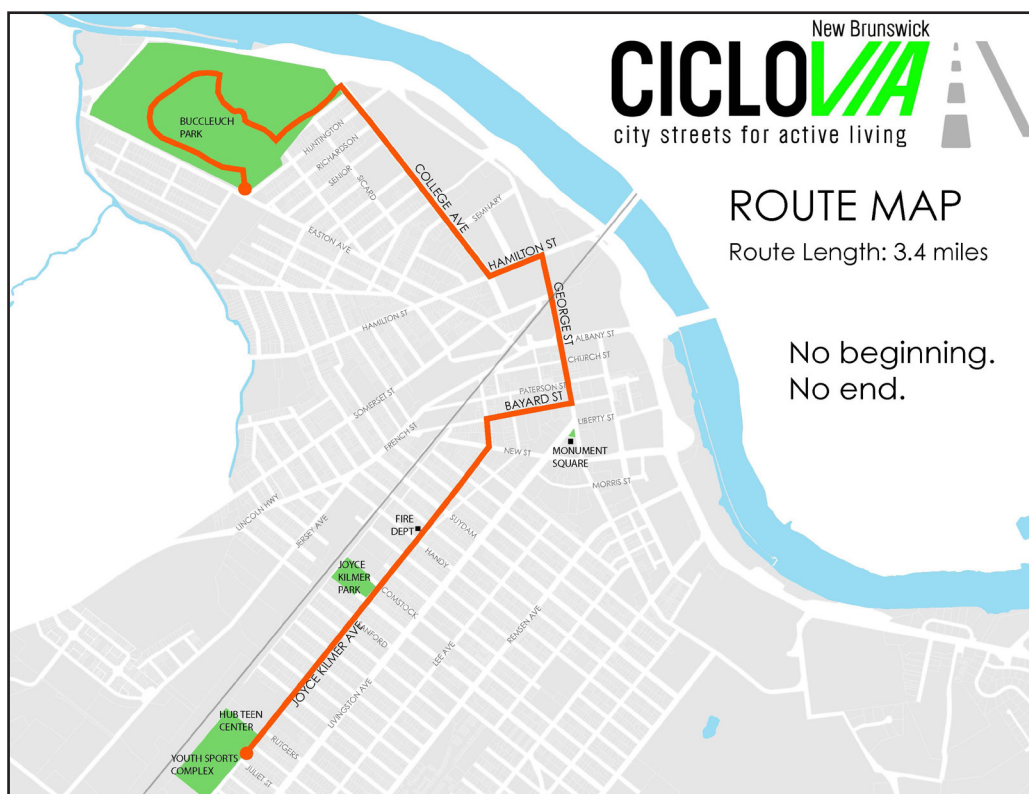 New Brunswick
CICLOVIA
city streets for active living
ROUTE MAP
Route Length: 3.4 miles
No beginning.
No end.
BUCCLEUCH
PARK
HUNTINGTON
RICHARDSON
SENIOR
SICARD
COLLEGE AVE
SEMNARY
EASTON AVE
HAMILTON ST
HAMILTON ST
GEORGE ST
ALBANY ST
CHURCH ST
PATERSON ST
BAYARD ST
SOMERSET ST
LIBERTY ST
FRENCH ST
NEW ST
MONUMENT
SQUARE
MORRIS ST
LINCOLN HWY
JERSEY AVE
FIRE
DEPT
SUYDAM
HANDY
JOYCE
KILMER
PARK
COMSTOCK
SANFORD
REMSEN AVE
LEE AVE
JOYCE KILMER AVE
LIVINGSTON AVE
HUB TEEN
CENTER
RUTGERS
YOUTH SPORTS
COMPLEX
JULIET ST